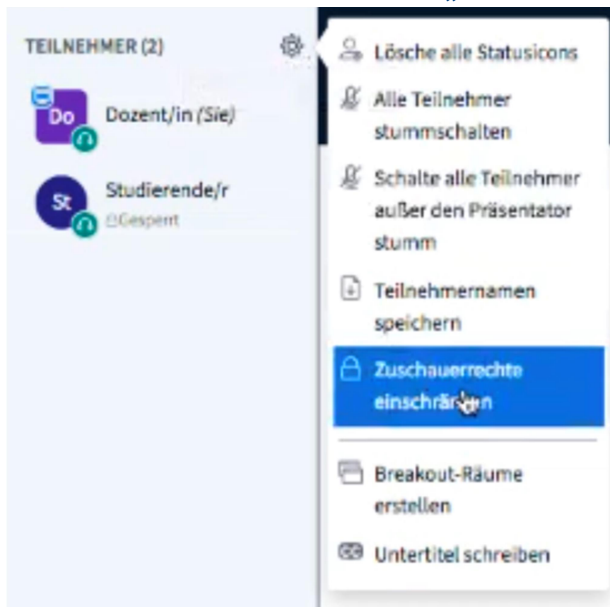 TEILNEHMER (2)
Do
Dozent/in (Sie)
St
Studierende/r
Gesperrt
Lösche alle Statusicons
Alle Teilnehmer
stummschalten
Schalte alle Teilnehmer
außer den Präsentator
stumm
Teilnehmernamen
speichern
Zuschauerrechte
einschränken
Breakout-Räume
erstellen
Untertitel schreiben